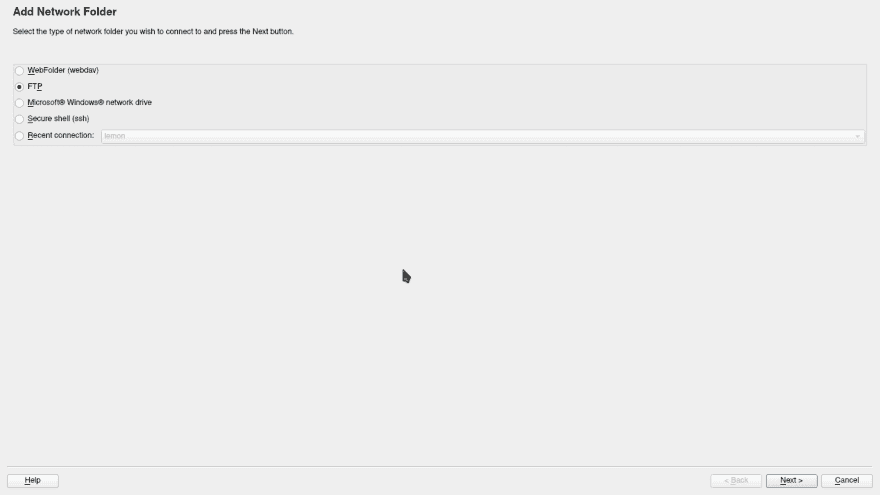 Add Network Folder
Select the type of network folder you wish to connect to and press the Next button.
WebFolder (webdav)
FTP
Microsoft® Windows® network drive
Secure shell (ssh)
Recent connection: lemon
Help < Back Next > Cancel